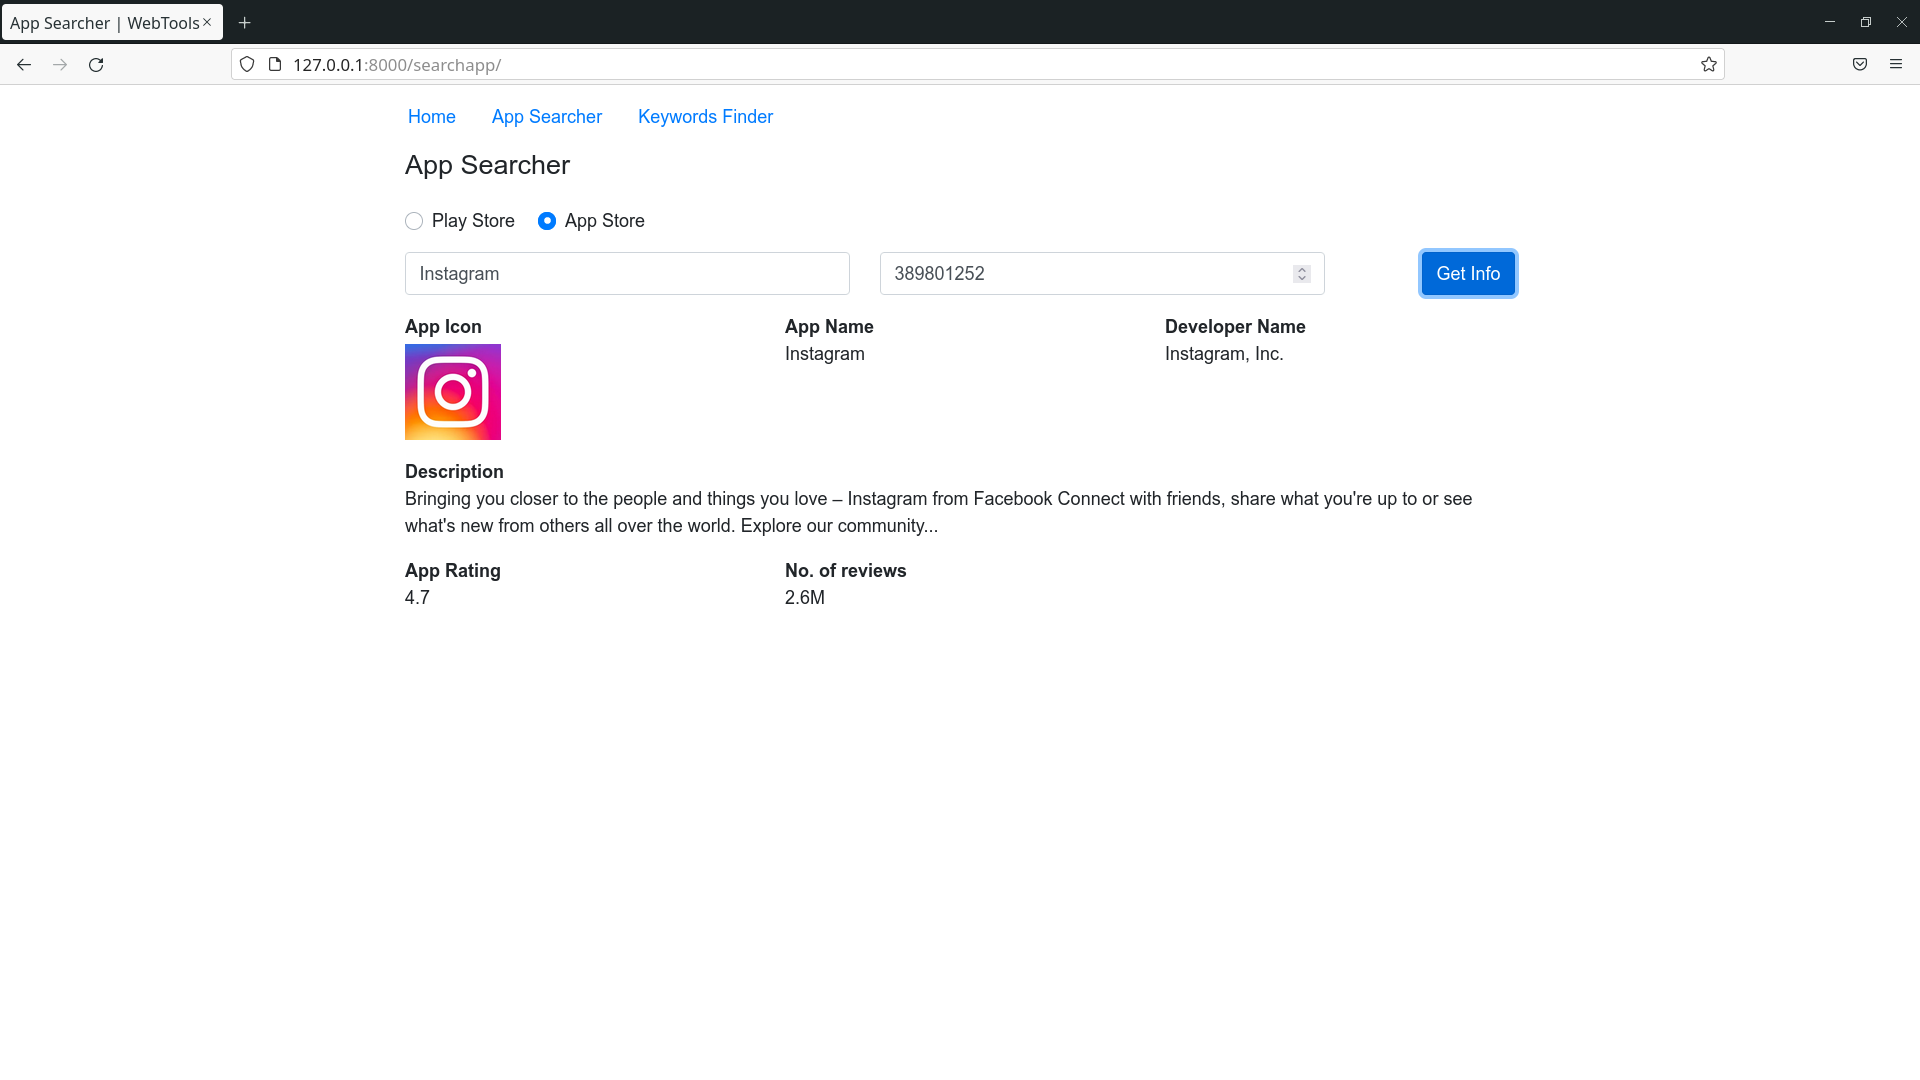 App Searcher | WebTools
127.0.0.1:8000/searchapp/
Home App Searcher Keywords Finder
App Searcher
Play Store App Store
Instagram 389801252 Get Info
App Icon App Name Developer Name
Instagram Instagram, Inc.
Description
Bringing you closer to the people and things you love – Instagram from Facebook Connect with friends, share what you're up to or see
what's new from others all over the world. Explore our community...
App Rating No. of reviews
4.7 2.6M